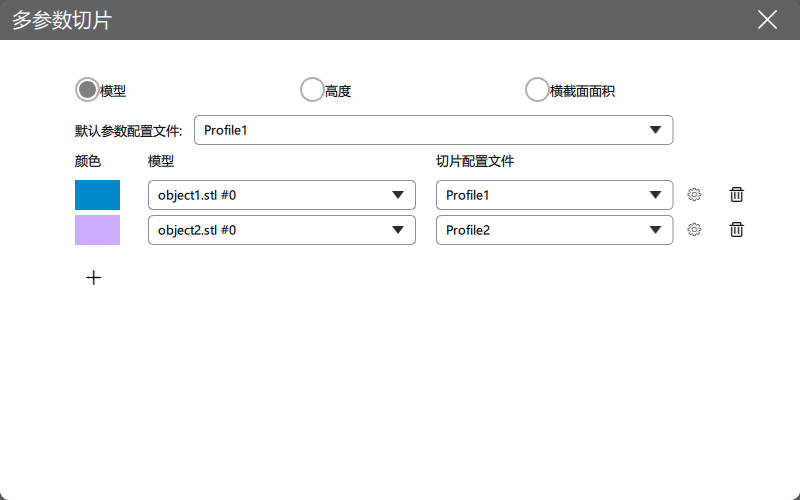 多参数切片
模型 高度 横截面面积
默认参数配置文件: Profile1
颜色 模型 切片配置文件
object1.stl #0 Profile1
object2.stl #0 Profile2